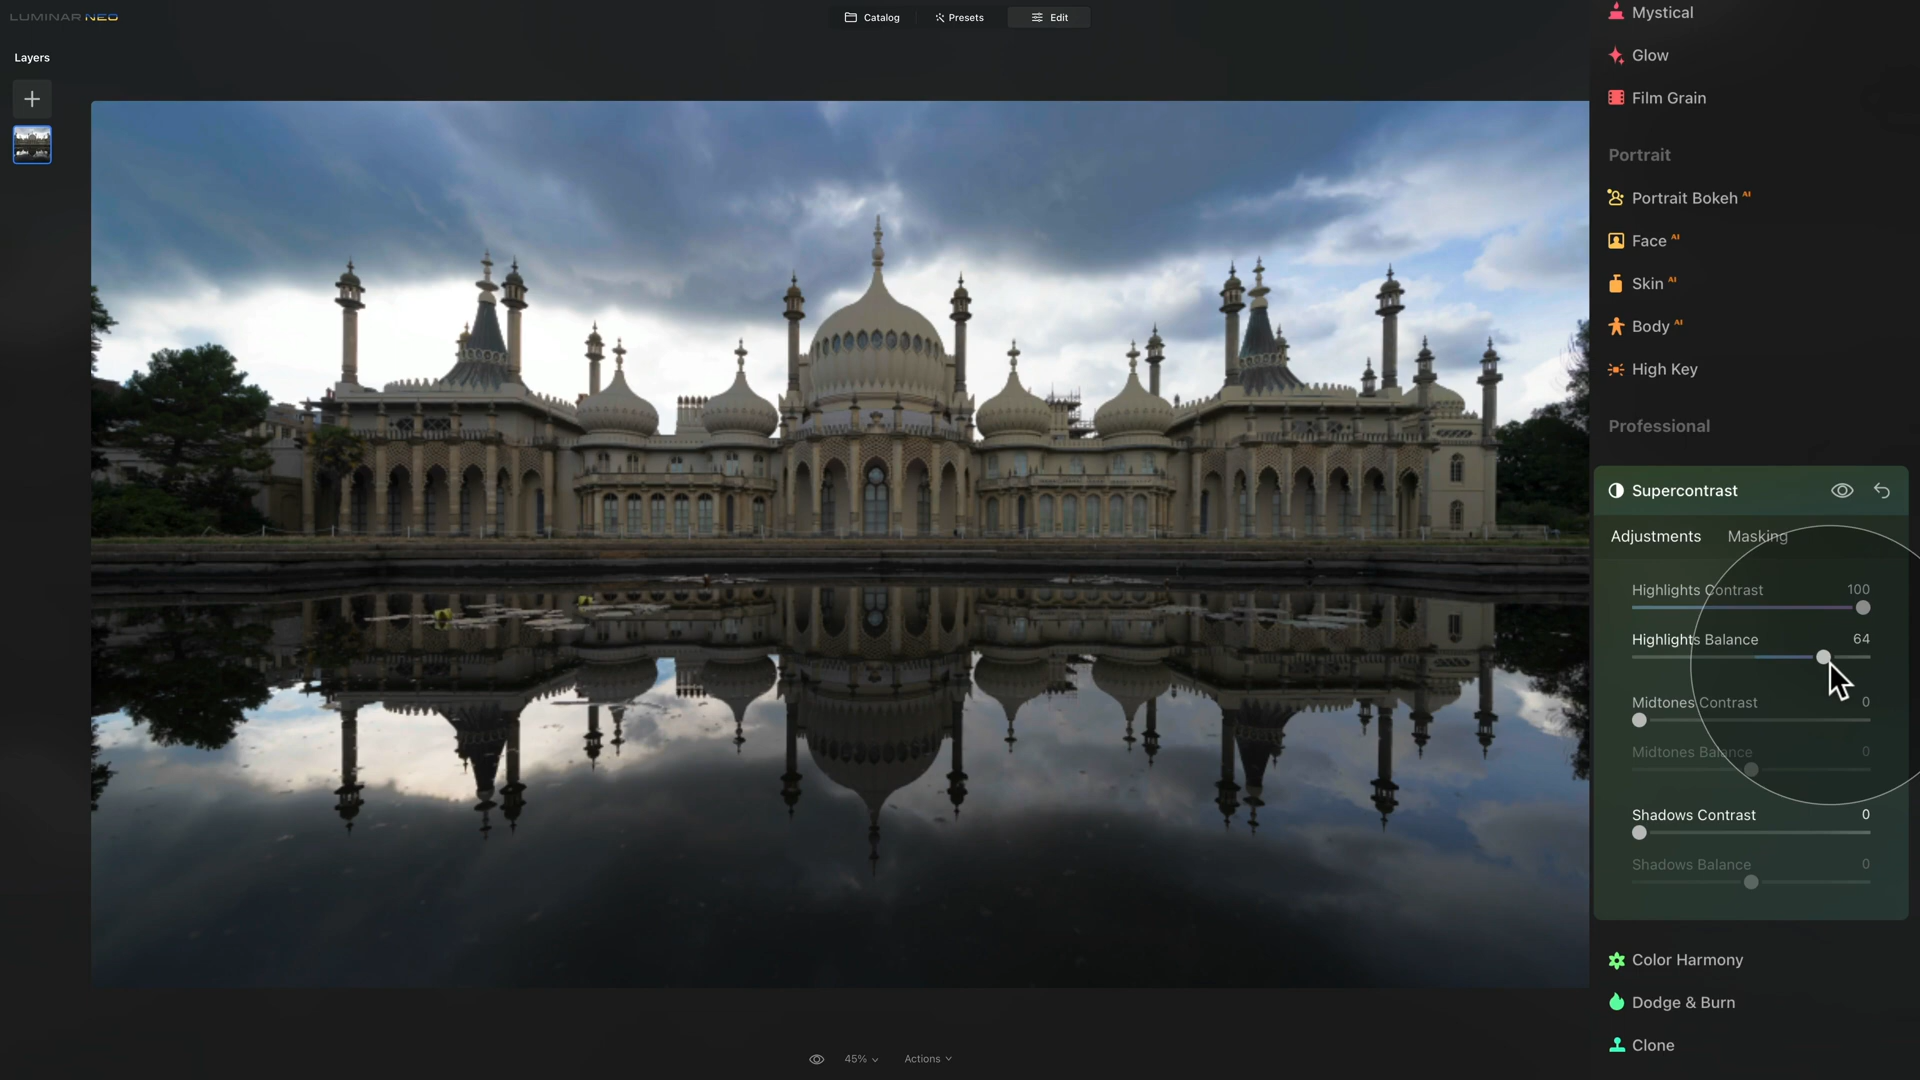 LUMINAR NEO
Catalog
Presets
Edit
Layers
Mystical
Glow
Film Grain
Portrait
Portrait Bokeh AI
Face AI
Skin AI
Body AI
High Key
Professional
Supercontrast
Adjustments Masking
Highlights Contrast 100
Highlights Balance 64
Midtones Contrast 0
Midtones Balance 0
Shadows Contrast 0
Shadows Balance 0
Color Harmony
Dodge & Burn
Clone
45%
Actions